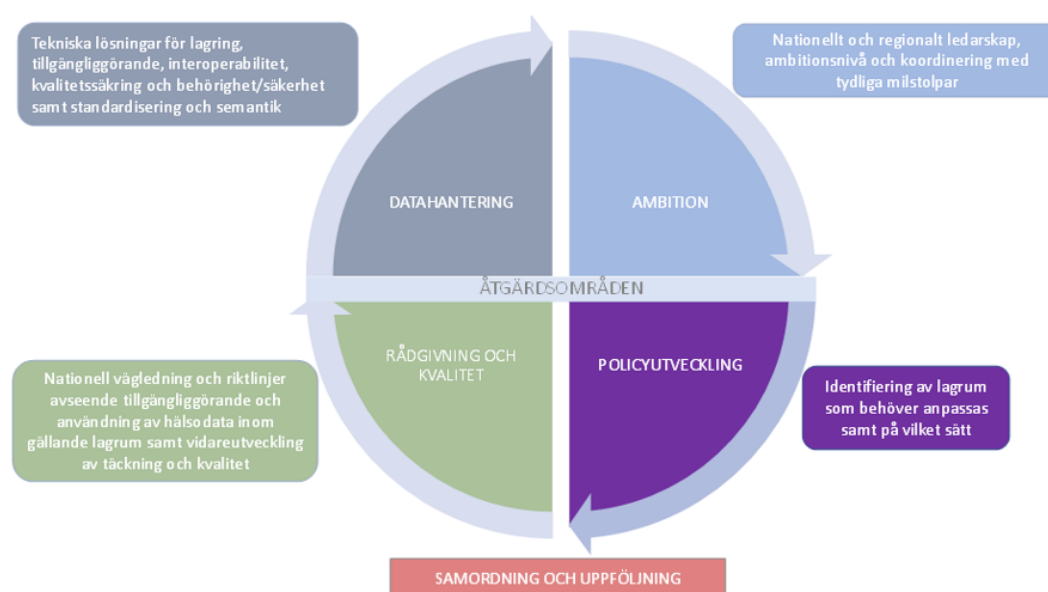 Tekniska lösningar för lagring,
tillgängliggörande, interoperabilitet,
kvalitetssäkring och behörighet/säkerhet
samt standardisering och semantik
Nationellt och regionalt ledarskap,
ambitionsnivå och koordinering med
tydliga milstolpar
DATAHANTERING
AMBITION
ÅTGÄRDSOMRÅDEN
RÅDGIVNING OCH
KVALITET
POLICYUTVECKLING
Nationell vägledning och riktlinjer
avseende tillgängliggörande och
användning av hälsodata inom
gällande lagrum samt vidareutveckling
av täckning och kvalitet
Identifiering av lagrum
som behöver anpassas
samt på vilket sätt
SAMORDNING OCH UPPFÖLJNING